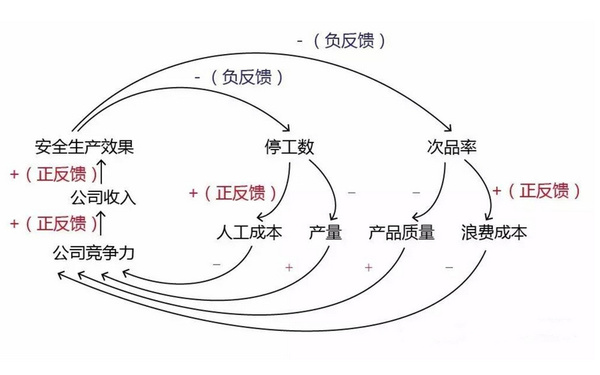 -（负反馈）
-（负反馈）
安全生产效果 停工数 次品率
+（正反馈） +（正反馈） - - +（正反馈）
公司收入
+（正反馈） 人工成本 产量 产品质量 浪费成本
公司竞争力
- + + -